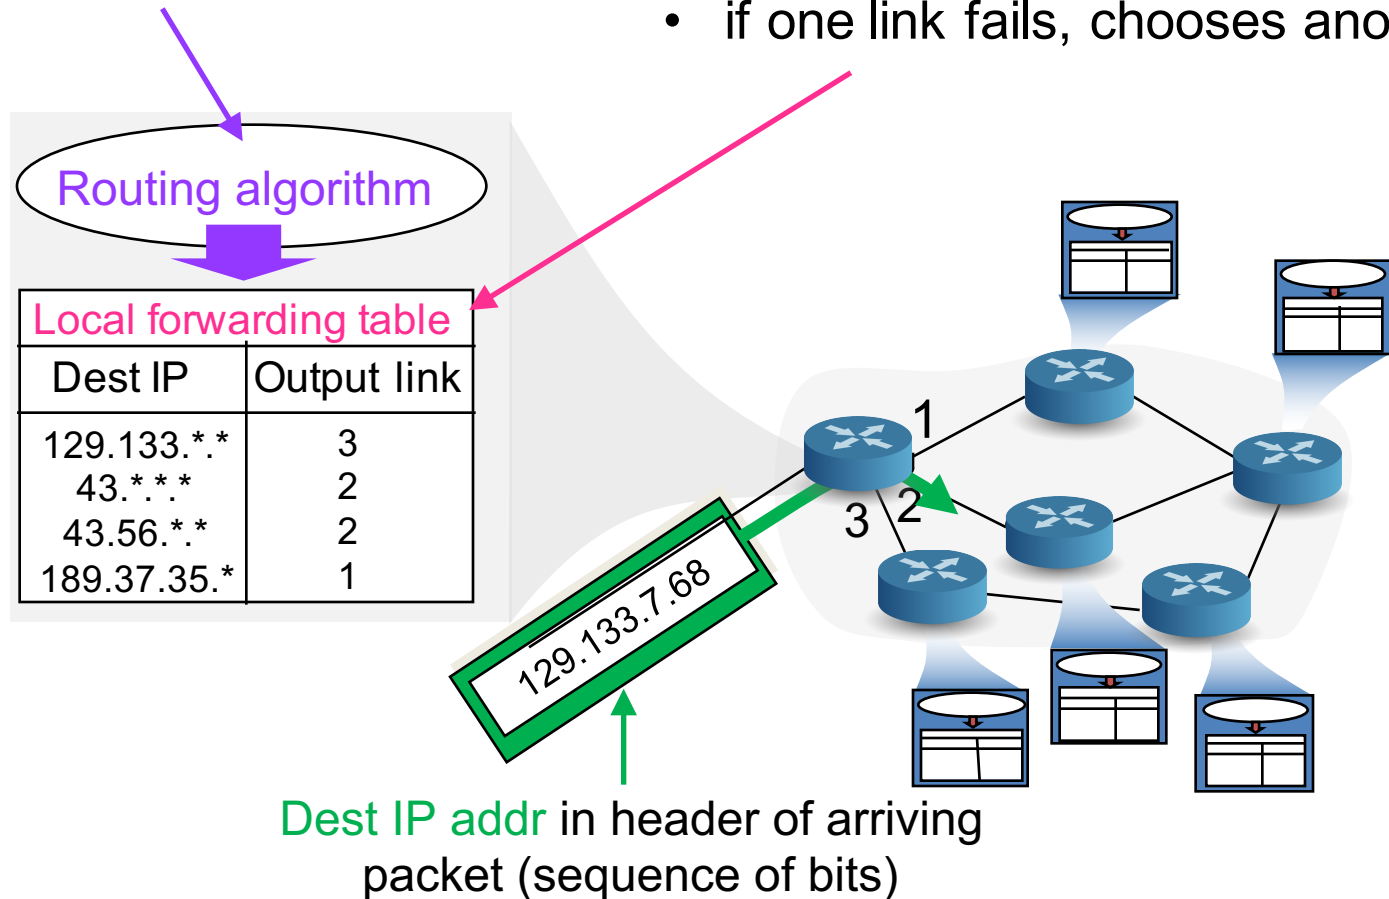 • if one link fails, chooses ano
Routing algorithm
Local forwarding table
Dest IP Output link
129.133.*.* 3
43.*.*.* 2
43.56.*.* 2
189.37.35.* 1
1
2
3
129.133.7.68
Dest IP addr in header of arriving
packet (sequence of bits)